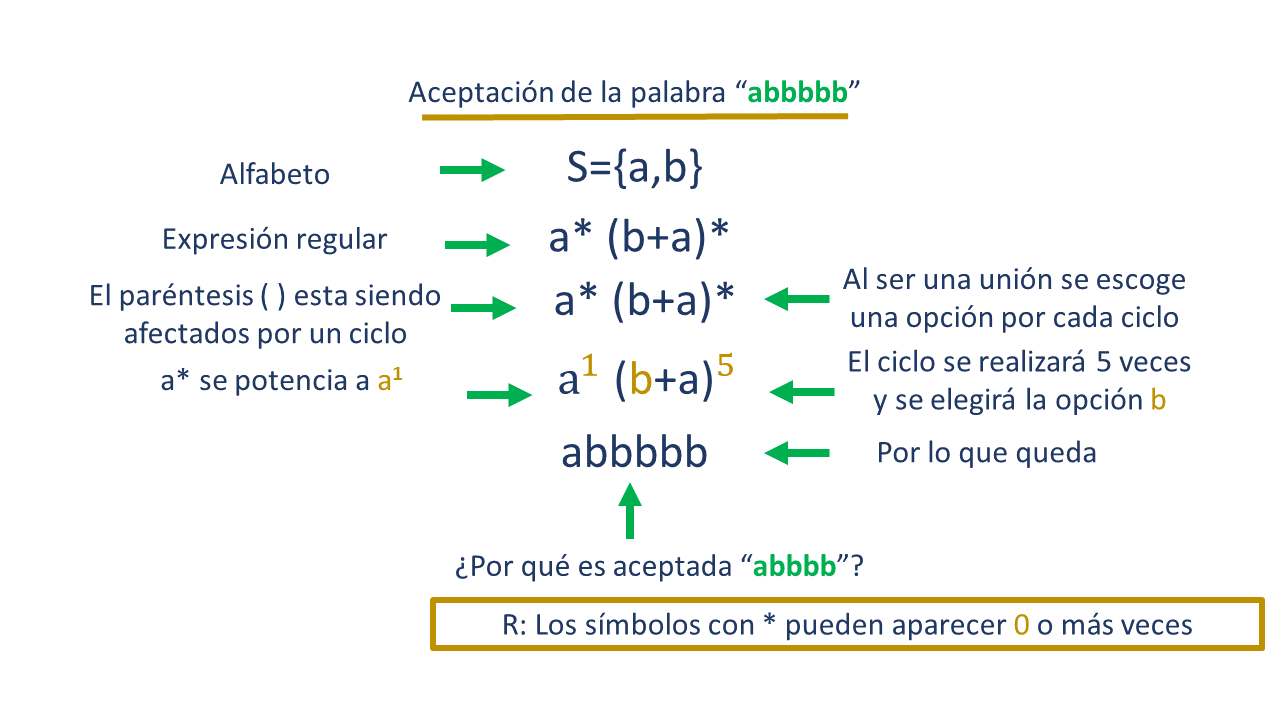 Aceptación de la palabra “abbbbb”
Alfabeto
S={a,b}
Expresión regular
a* (b+a)*
El paréntesis ( ) esta siendo
afectados por un ciclo
a* (b+a)*
Al ser una unión se escoge
una opción por cada ciclo
a* se potencia a a¹
a¹ (b+a)⁵
El ciclo se realizará 5 veces
y se elegirá la opción b
abbbbb
Por lo que queda
¿Por qué es aceptada “abbbb”?
R: Los símbolos con * pueden aparecer 0 o más veces